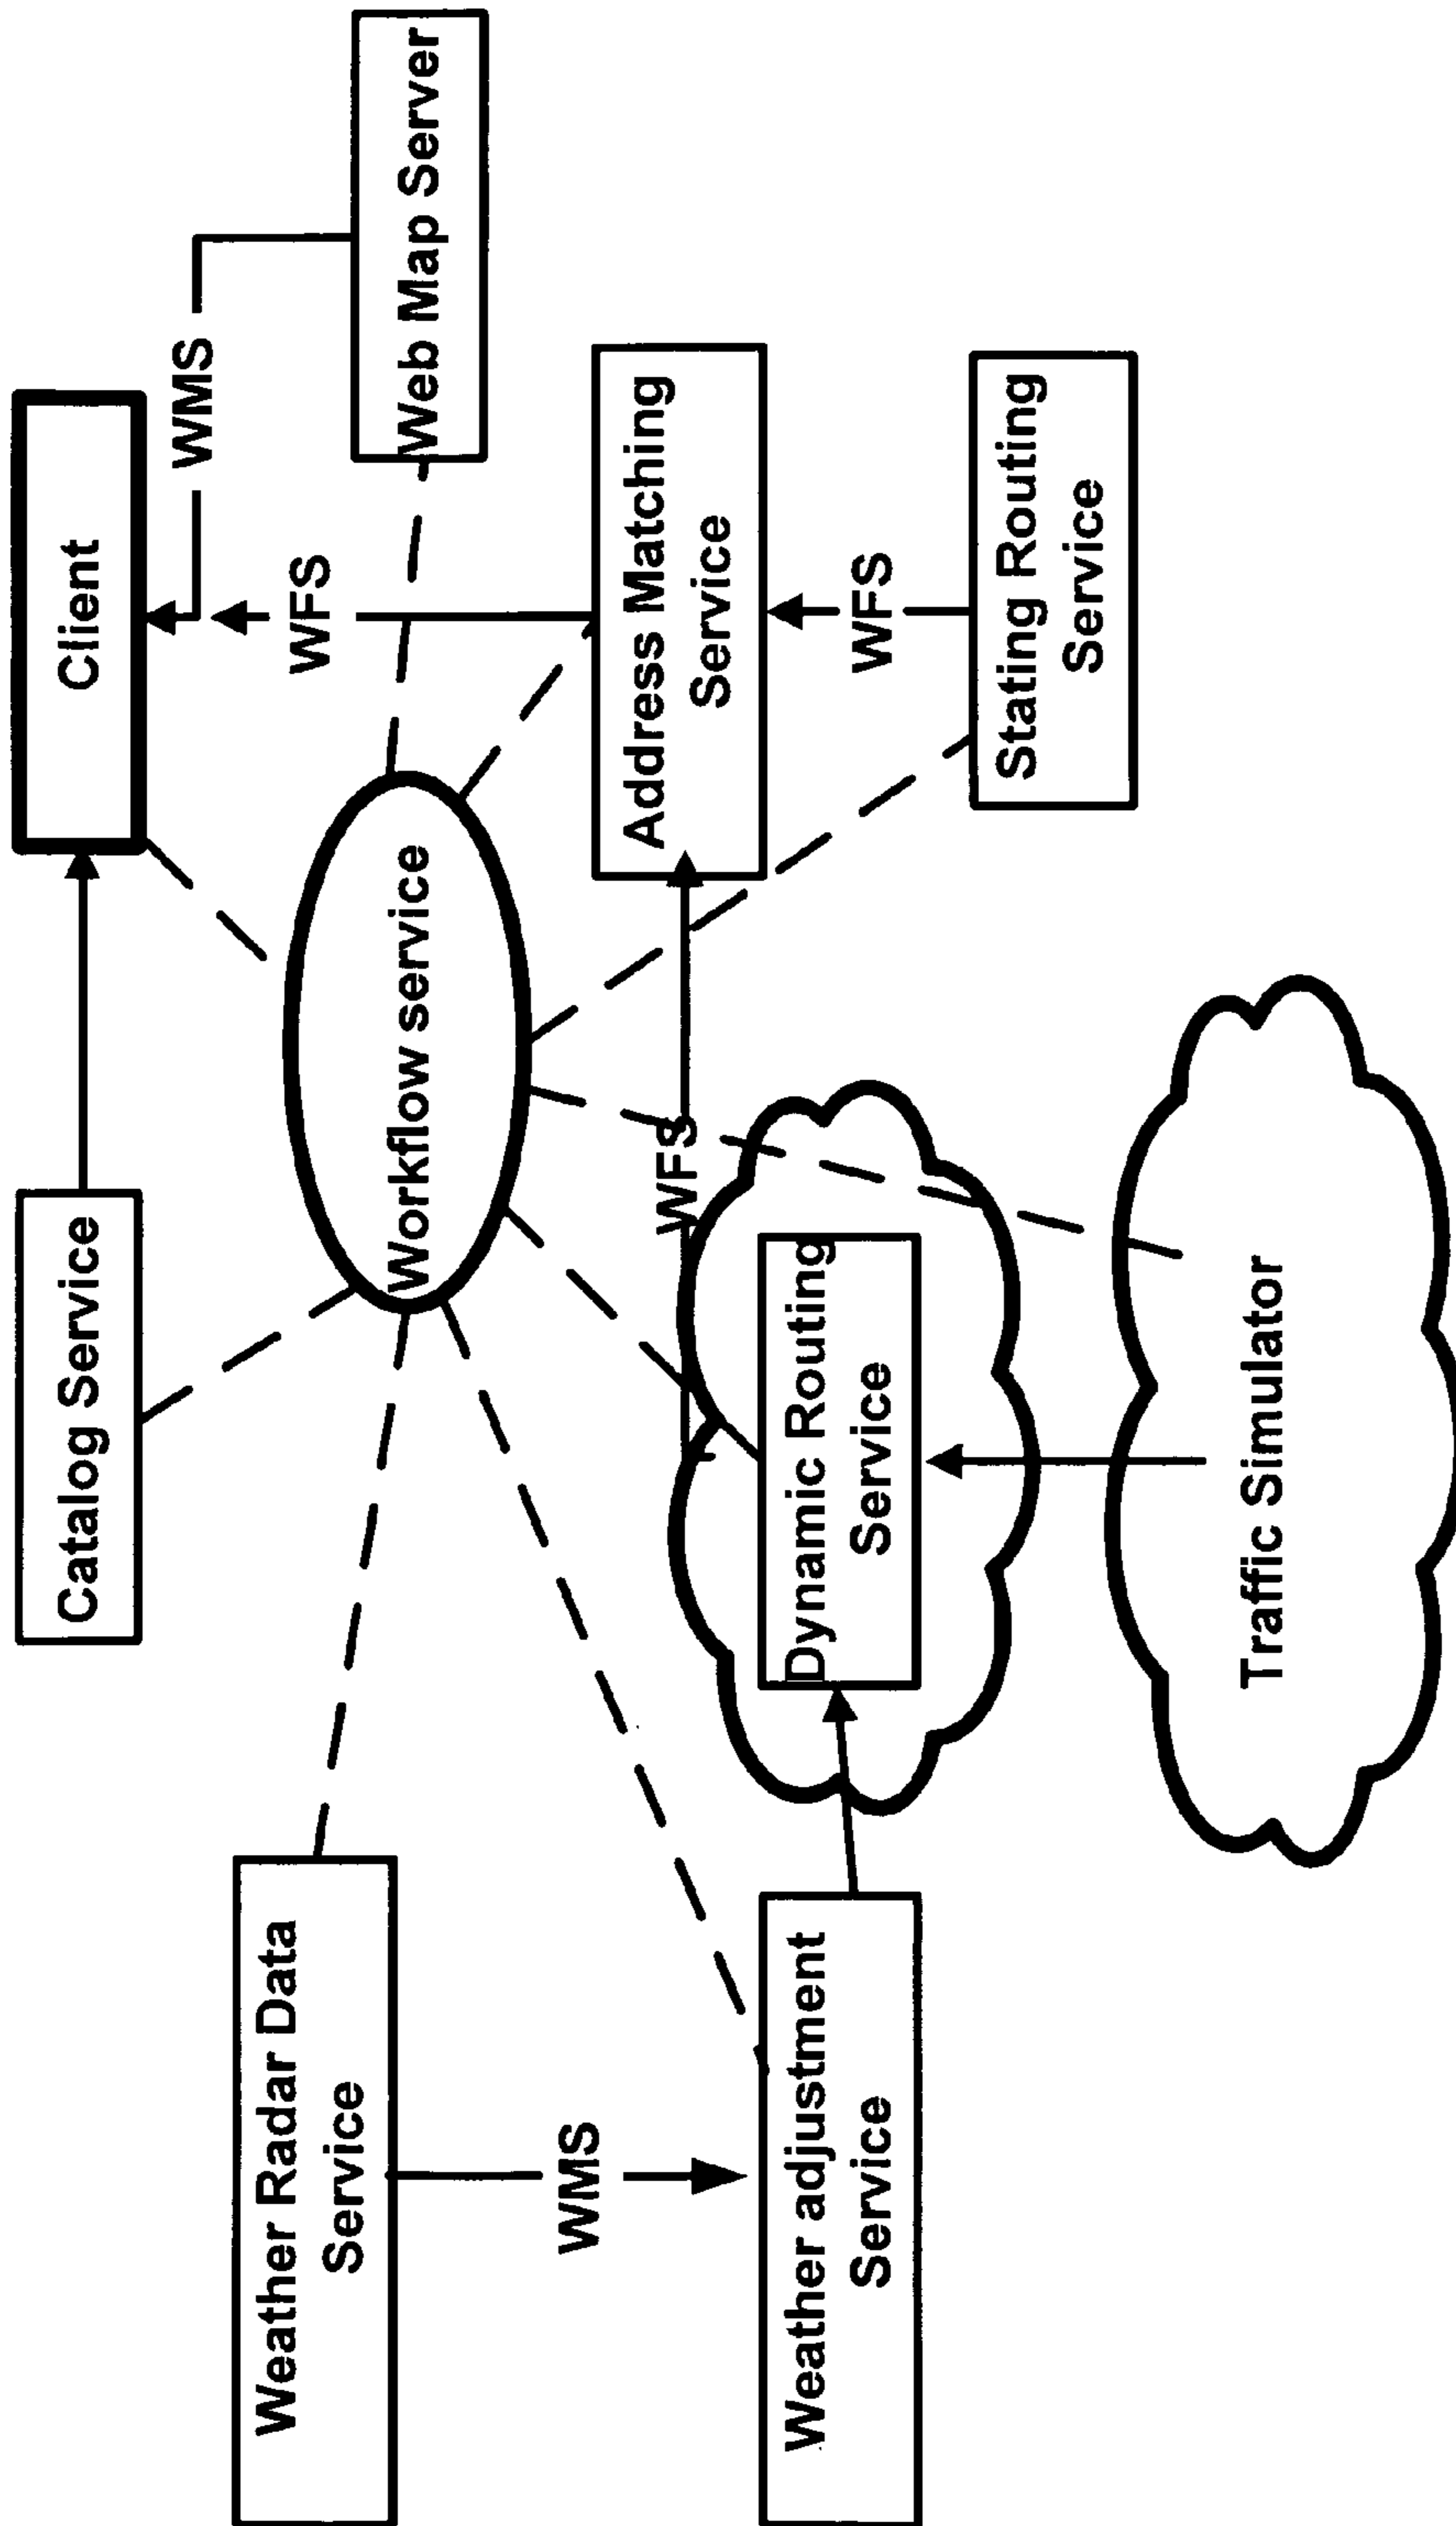 Catalog Service
Client
WMS
Web Map Server
Weather Radar Data
Service
Workflow service
WFS
WMS
WFS
Address Matching
Service
Weather adjustment
Service
Dynamic Routing
Service
WFS
Stating Routing
Service
Traffic Simulator